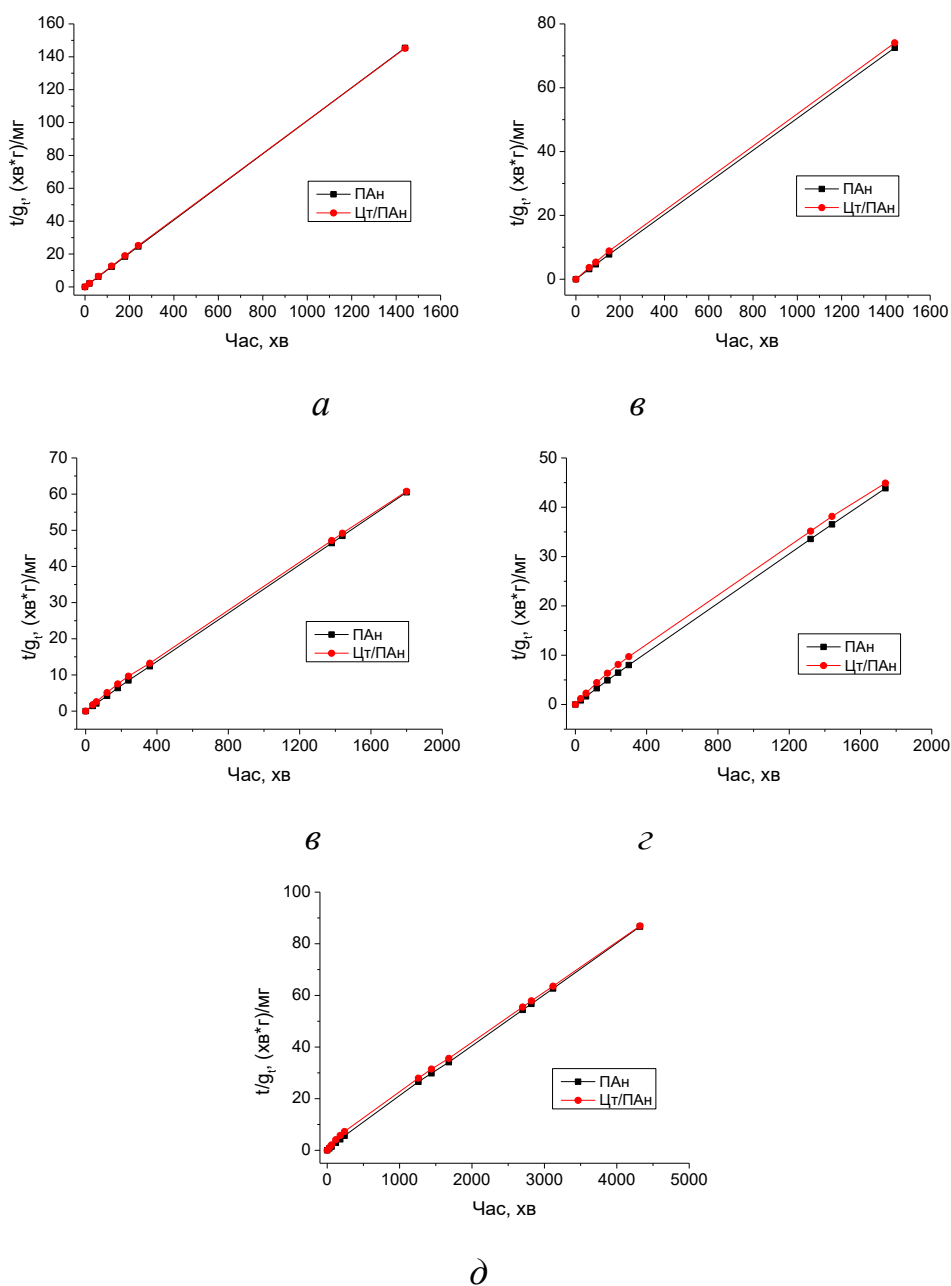 160
140
120
100
80
60
40
20
0
t/gₜ, (хв*г)/мг
0 200 400 600 800 1000 1200 1400 1600
Час, хв
ПАн
Цт/ПАн
а
80
60
40
20
0
t/gₜ, (хв*г)/мг
0 200 400 600 800 1000 1200 1400 1600
Час, хв
ПАн
Цт/ПАн
в
70
60
50
40
30
20
10
0
t/gₜ, (хв*г)/мг
0 400 800 1200 1600 2000
Час, хв
ПАн
Цт/ПАн
в
50
40
30
20
10
0
t/gₜ, (хв*г)/мг
0 400 800 1200 1600 2000
Час, хв
ПАн
Цт/ПАн
г
100
80
60
40
20
0
t/gₜ, (хв*г)/мг
0 1000 2000 3000 4000 5000
Час, хв
ПАн
Цт/ПАн
д